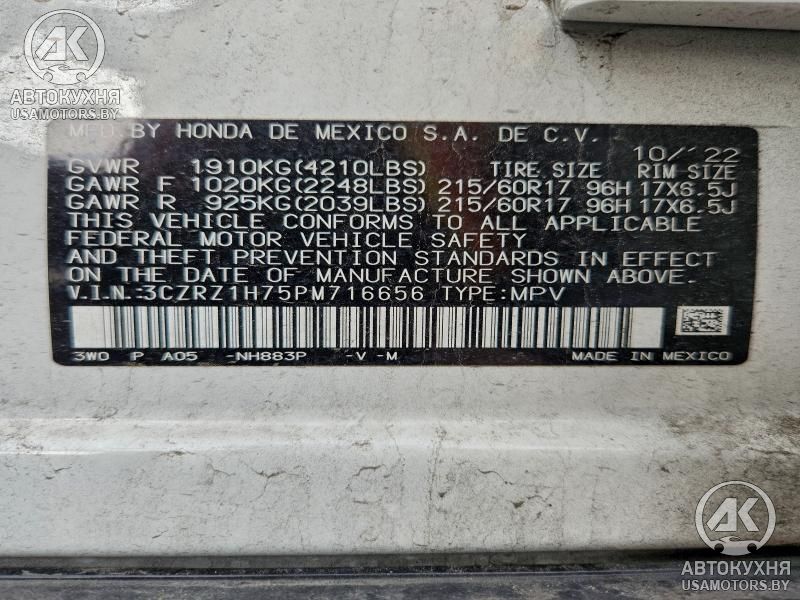 АК
АВТОКУХНЯ
USAMOTORS.BY
MFD. BY HONDA DE MEXICO S.A. DE C.V. 10/'22
GVWR 1910KG(4210LBS) TIRE SIZE RIM SIZE
GAWR F 1020KG(2248LBS) 215/60R17 96H 17X6.5J
GAWR R 925KG(2039LBS) 215/60R17 96H 17X6.5J
THIS VEHICLE CONFORMS TO ALL APPLICABLE
FEDERAL MOTOR VEHICLE SAFETY
AND THEFT PREVENTION STANDARDS IN EFFECT
ON THE DATE OF MANUFACTURE SHOWN ABOVE.
V.I.N.:3CZRZ1H75PM716656 TYPE:MPV
3W0 P A05 -NH883P -V -M MADE IN MEXICO
АК
АВТОКУХНЯ
USAMOTORS.BY